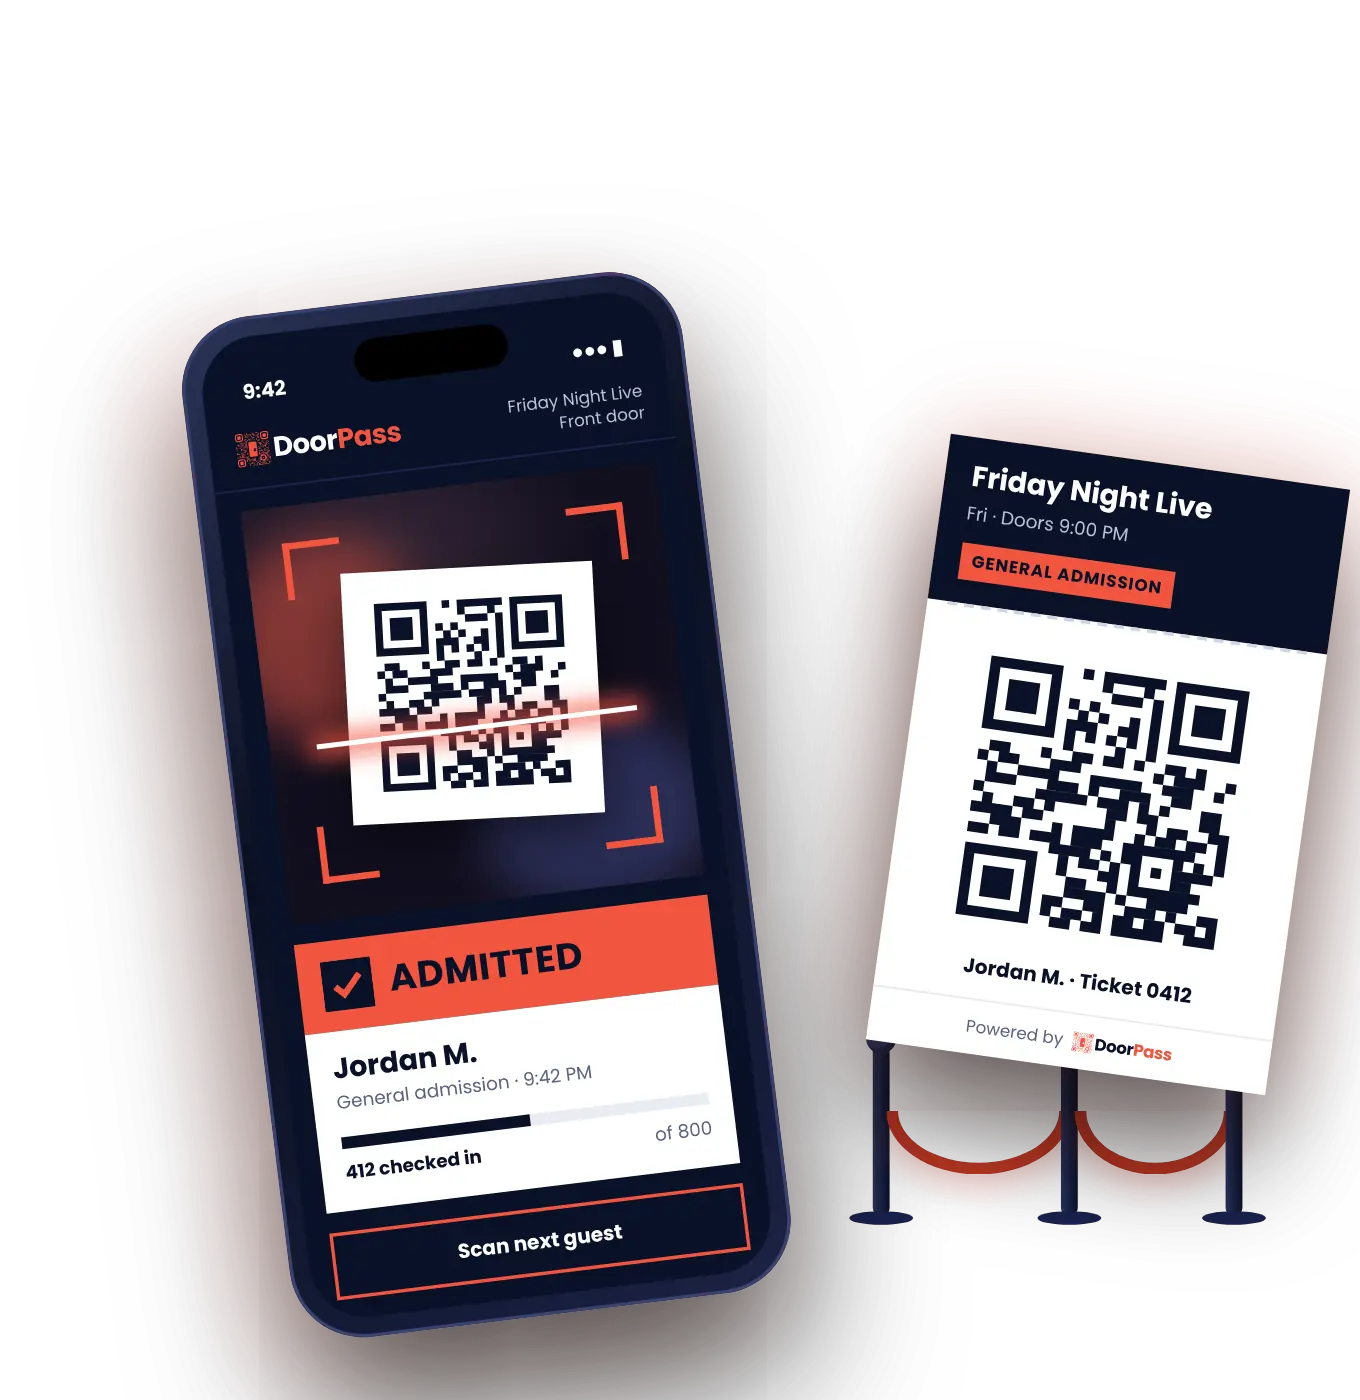 9:42
Friday Night Live
Front door
DoorPass
ADMITTED
Jordan M.
General admission · 9:42 PM
412 checked in
of 800
Scan next guest
Friday Night Live
Fri · Doors 9:00 PM
GENERAL ADMISSION
Jordan M. · Ticket 0412
Powered by DoorPass